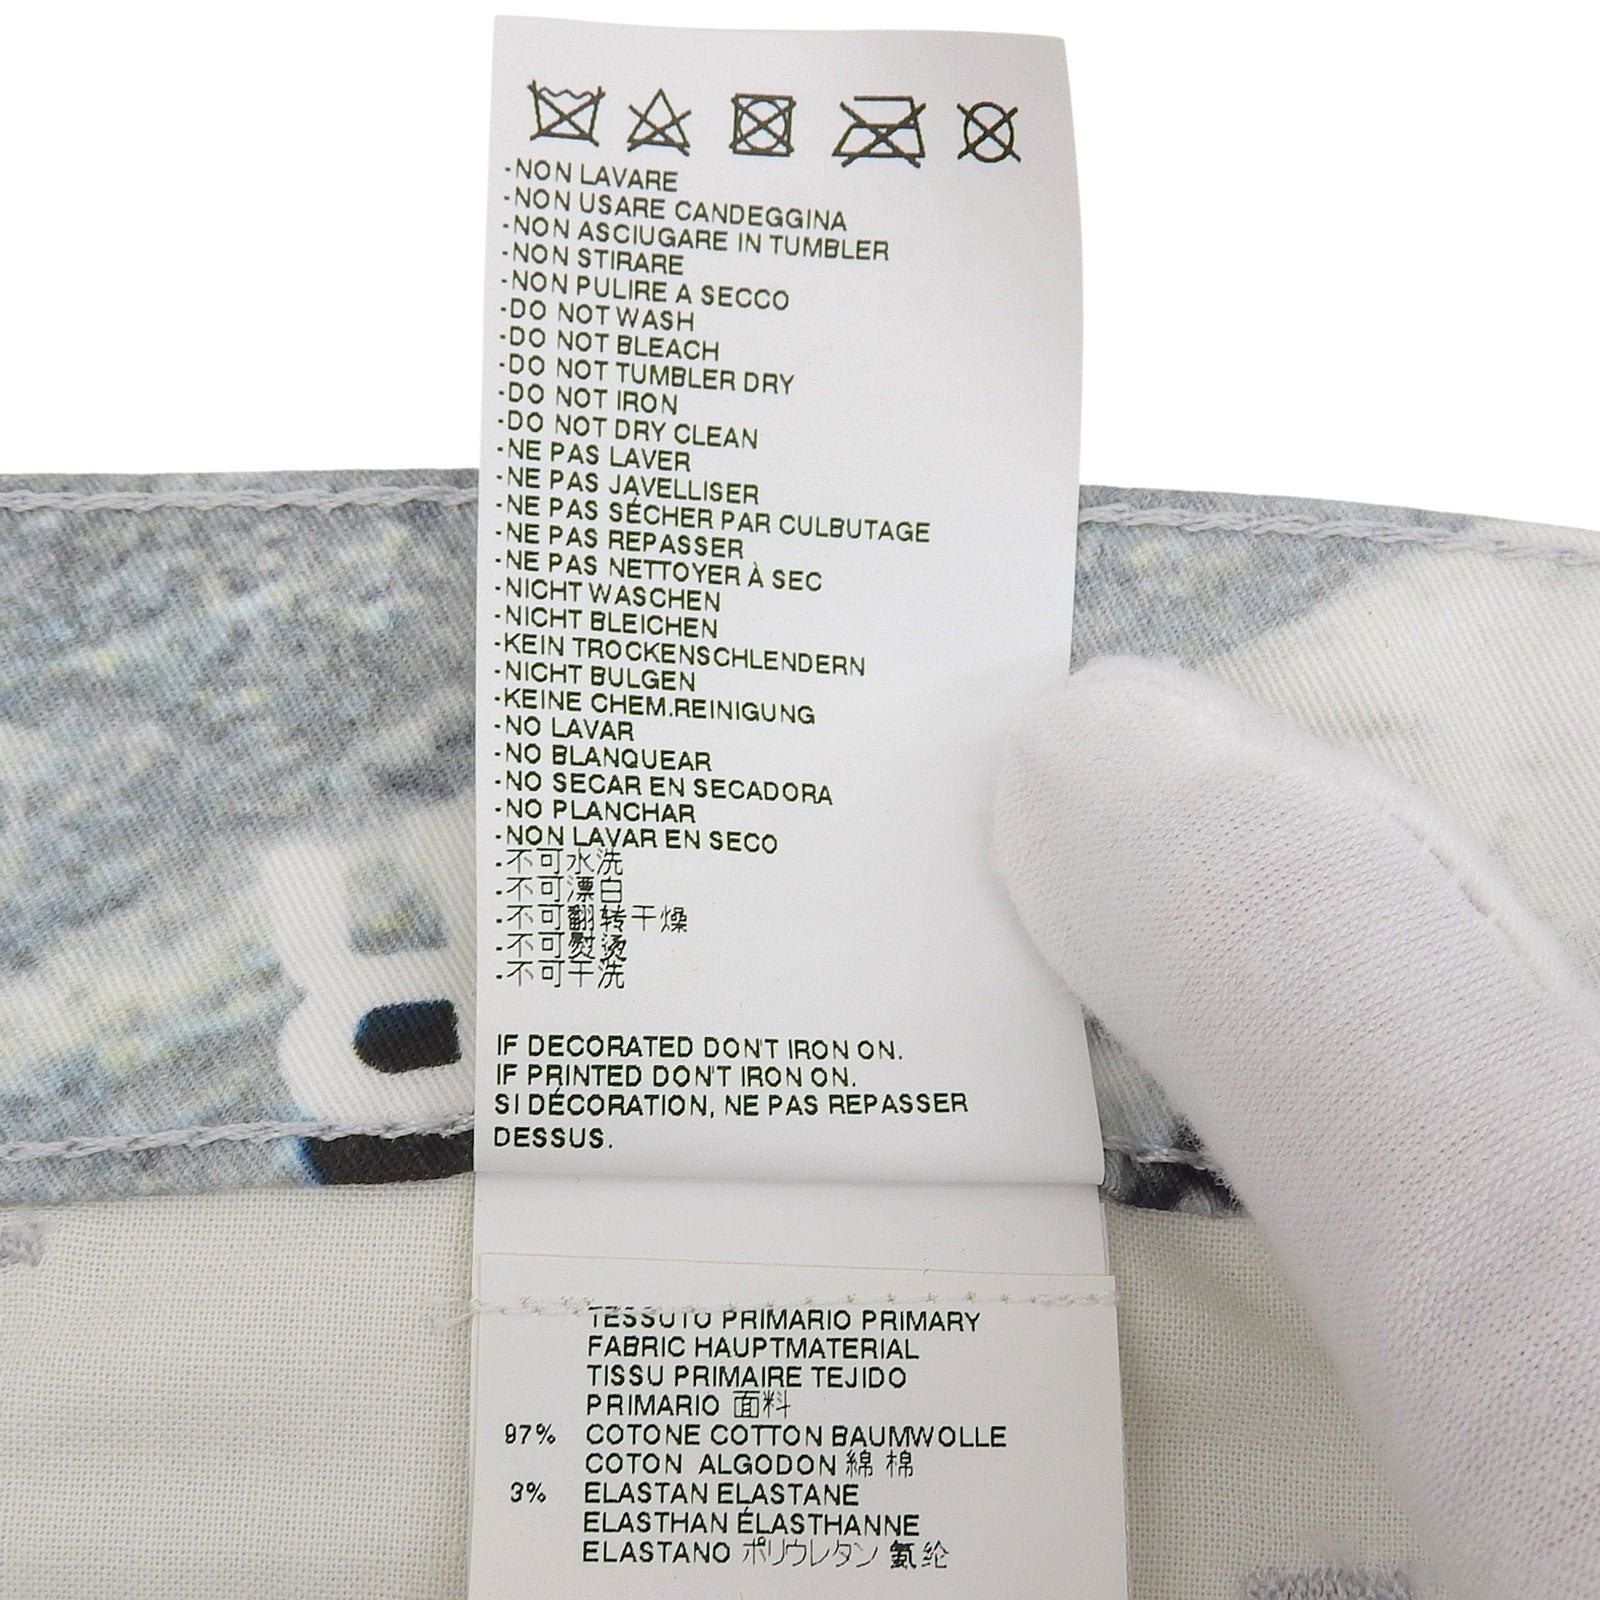 -NON LAVARE
-NON USARE CANDEGGINA
-NON ASCIUGARE IN TUMBLER
-NON STIRARE
-NON PULIRE A SECCO
-DO NOT WASH
-DO NOT BLEACH
-DO NOT TUMBLER DRY
-DO NOT IRON
-DO NOT DRY CLEAN
-NE PAS LAVER
-NE PAS JAVELLISER
-NE PAS SÉCHER PAR CULBUTAGE
-NE PAS REPASSER
-NE PAS NETTOYER À SEC
-NICHT WASCHEN
-NICHT BLEICHEN
-KEIN TROCKENSCHLENDERN
-NICHT BULGEN
-KEINE CHEM.REINIGUNG
-NO LAVAR
-NO BLANQUEAR
-NO SECAR EN SECADORA
-NO PLANCHAR
-NON LAVAR EN SECO
-不可水洗
-不可漂白
-不可翻转干燥
-不可熨烫
-不可干洗
IF DECORATED DON'T IRON ON.
IF PRINTED DON'T IRON ON.
SI DÉCORATION, NE PAS REPASSER
DESSUS.
TESSUTO PRIMARIO PRIMARY
FABRIC HAUPTMATERIAL
TISSU PRIMAIRE TEJIDO
PRIMARIO 面料
97% COTONE COTTON BAUMWOLLE
COTON ALGODON 綿 棉
3% ELASTAN ELASTANE
ELASTHAN ÉLASTHANNE
ELASTANO ポリウレタン 氨纶